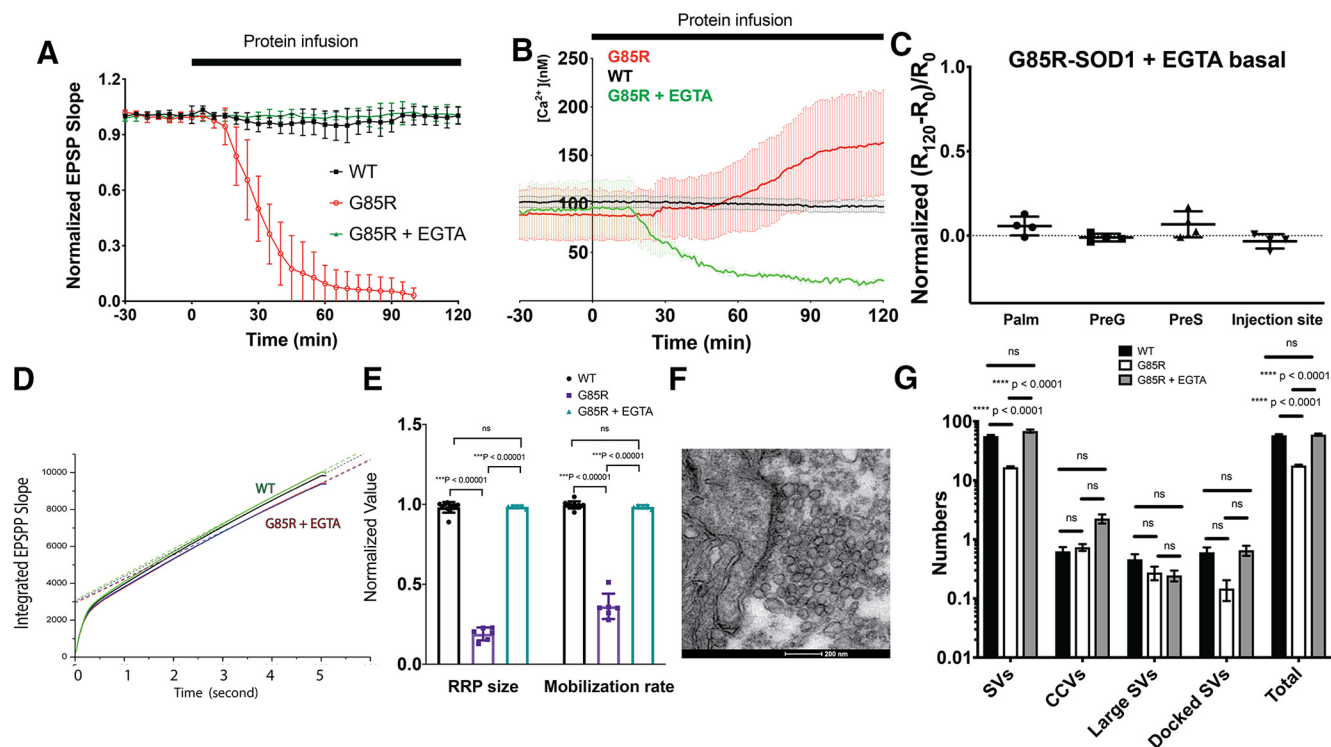 A
Protein infusion
Normalized EPSP Slope
1.2
0.9
0.6
0.3
0.0
WT
G85R
G85R + EGTA
-30
0
30
60
90
120
Time (min)
B
Protein infusion
[Ca2+](nM)
250
200
150
100
50
G85R
WT
G85R + EGTA
-30
0
30
60
90
120
Time (min)
C
G85R-SOD1 + EGTA basal
Normalized (R120-R0)/R0
1.0
0.5
0.0
Palm
PreG
PreS
Injection site
D
Integrated EPSPP Slope
10000
8000
6000
4000
2000
0
WT
G85R + EGTA
0
1
2
3
4
5
Time (second)
E
WT
G85R
G85R + EGTA
Normalized Value
1.5
1.0
0.5
0.0
ns
***P < 0.00001
***P < 0.00001
ns
***P < 0.00001
***P < 0.00001
RRP size
Mobilization rate
F
200 nm
G
WT
G85R
G85R + EGTA
Numbers
100
10
1
0.1
0.01
ns
**** p < 0.0001
**** p < 0.0001
ns
ns
ns
ns
ns
ns
ns
ns
ns
ns
**** p < 0.0001
**** p < 0.0001
SVs
CCVs
Large SVs
Docked SVs
Total